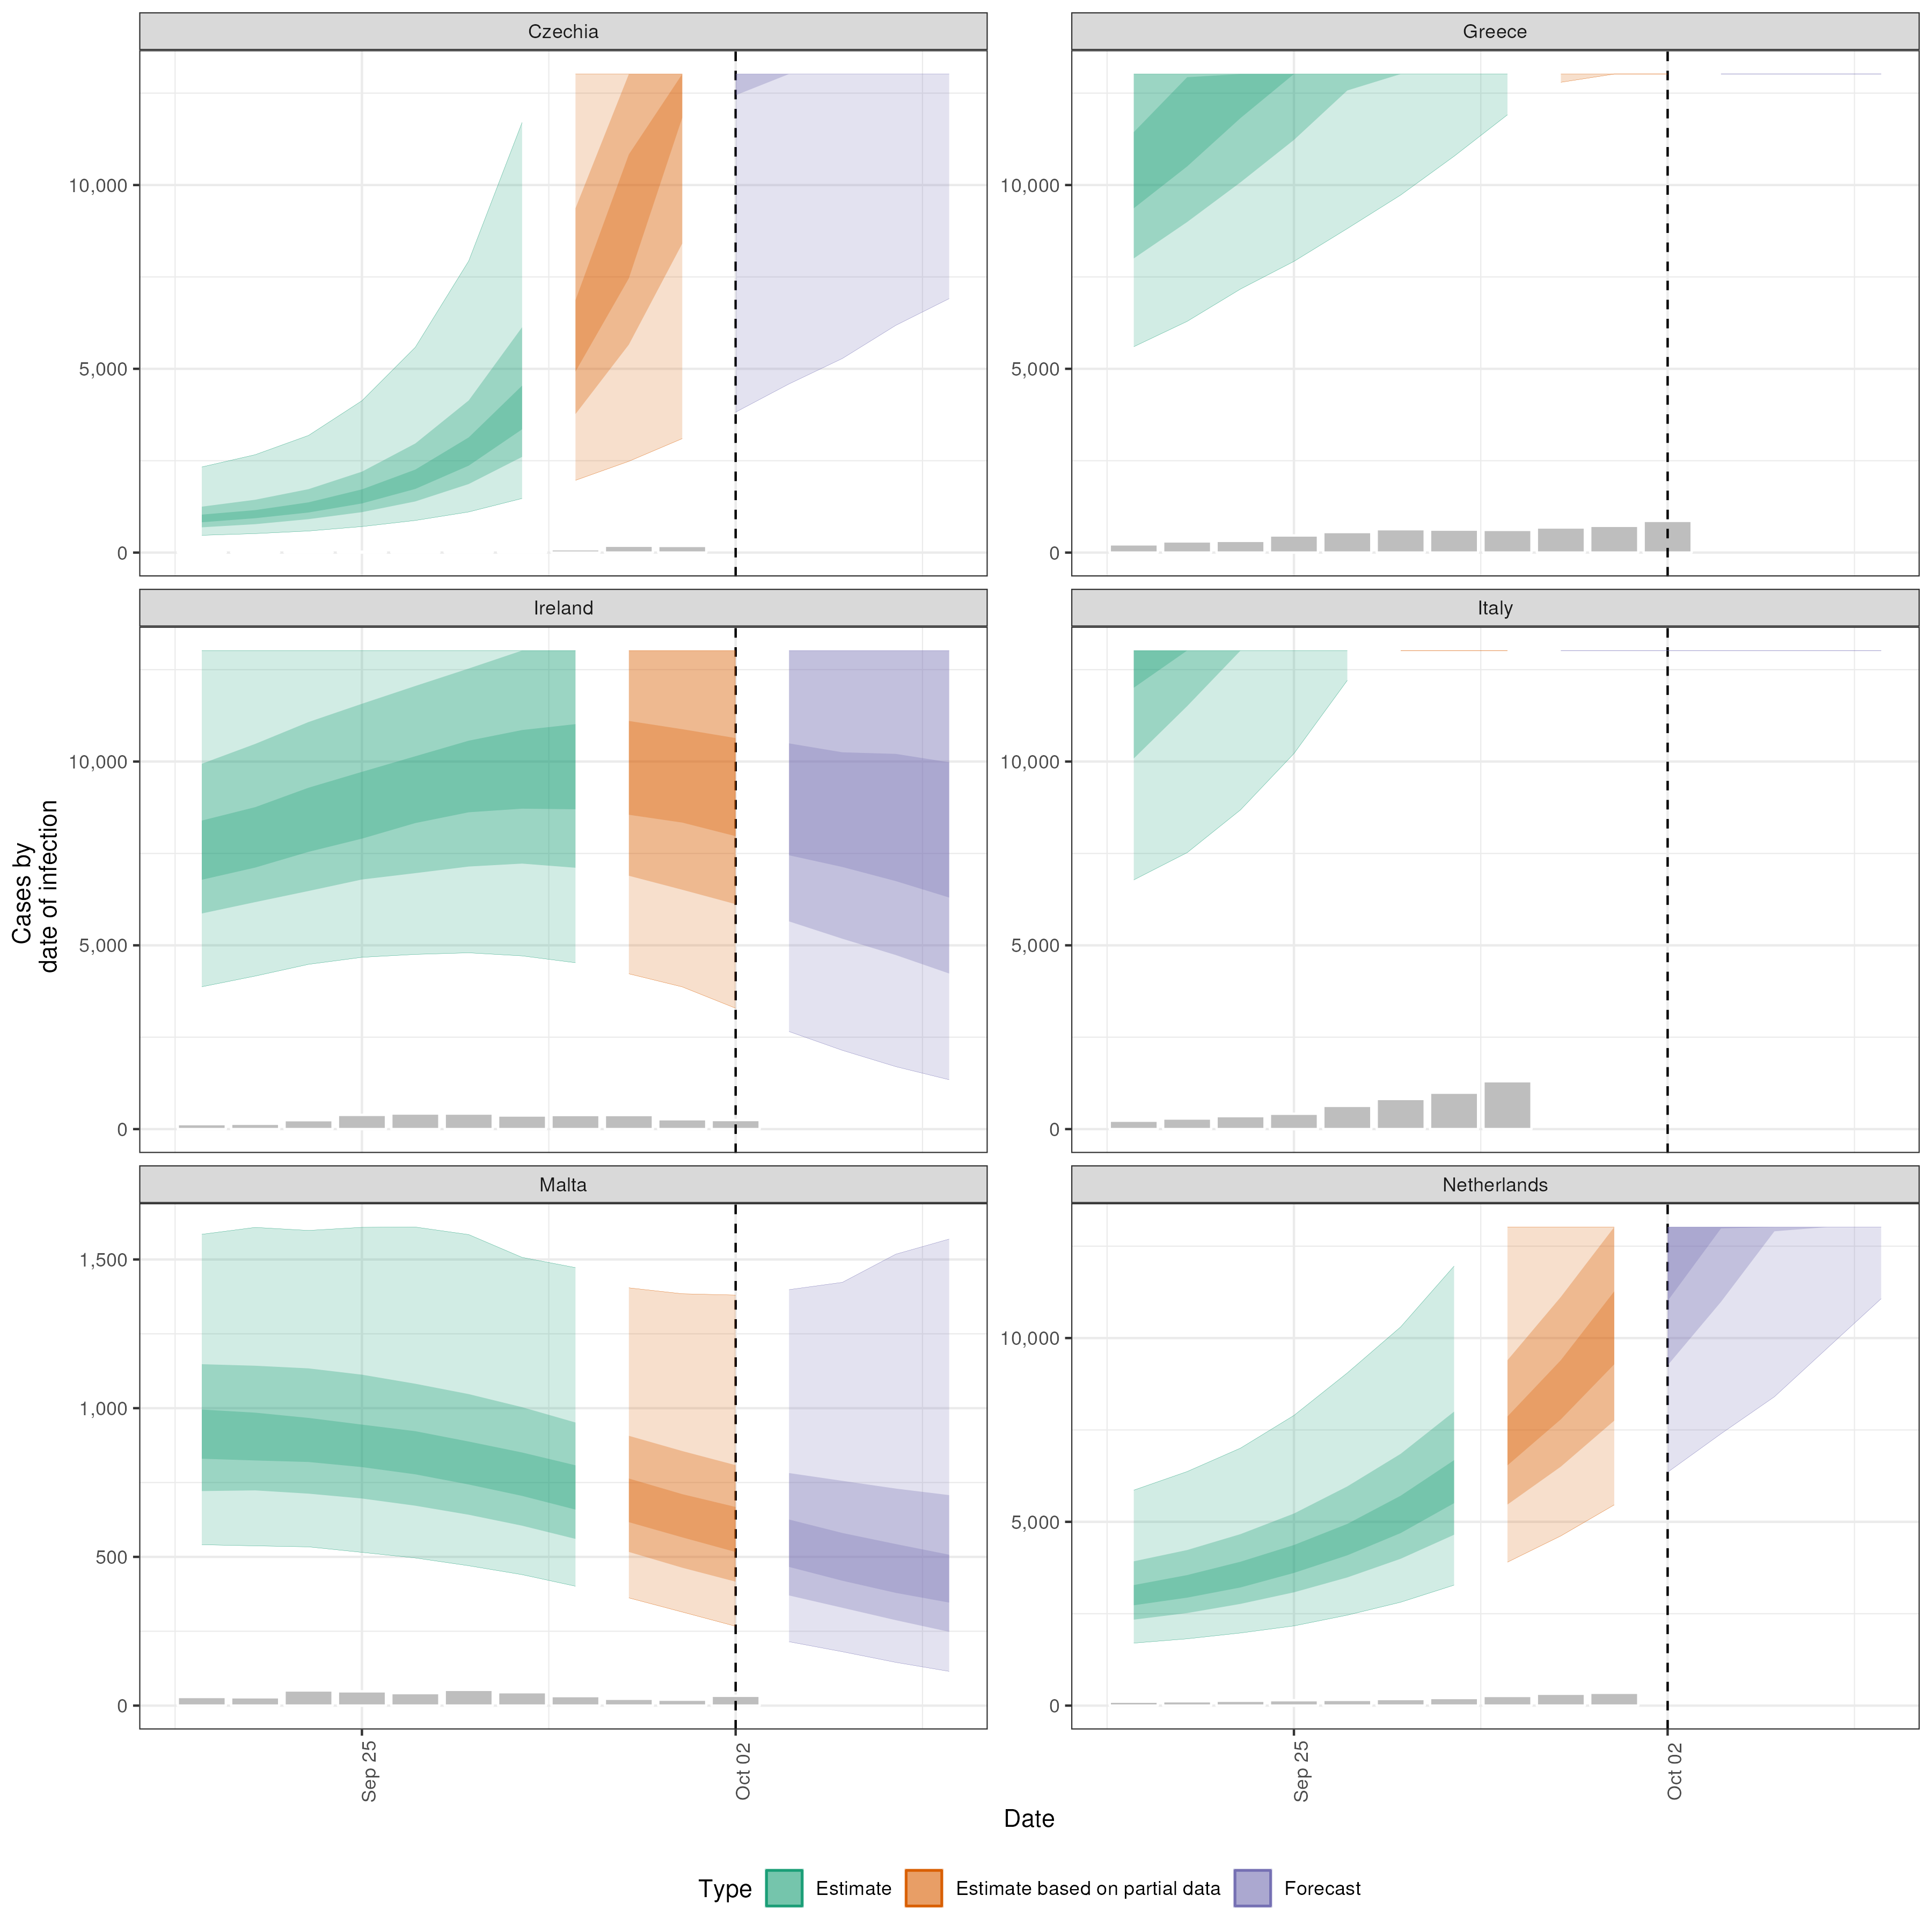 Czechia
Greece
10,000
5,000
0
10,000
5,000
0
Ireland
Italy
10,000
5,000
0
10,000
5,000
0
Cases by
date of infection
Malta
Netherlands
1,500
1,000
500
0
10,000
5,000
0
Sep 25
Oct 02
Sep 25
Oct 02
Date
Type Estimate Estimate based on partial data Forecast